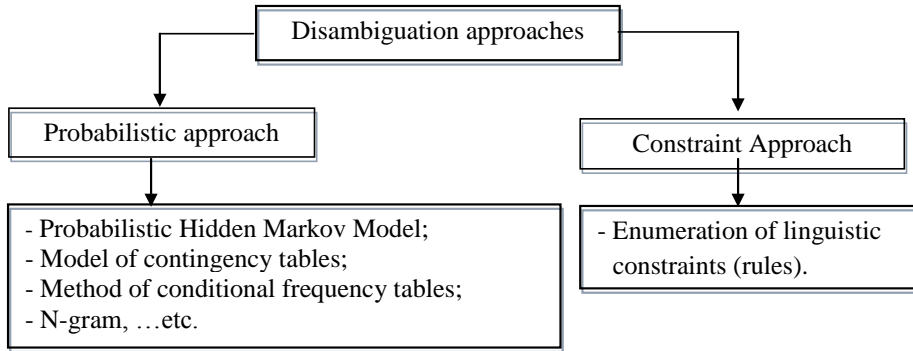 Disambiguation approaches
Probabilistic approach
Constraint Approach
- Probabilistic Hidden Markov Model;
- Model of contingency tables;
- Method of conditional frequency tables;
- N-gram, …etc.
- Enumeration of linguistic
constraints (rules).